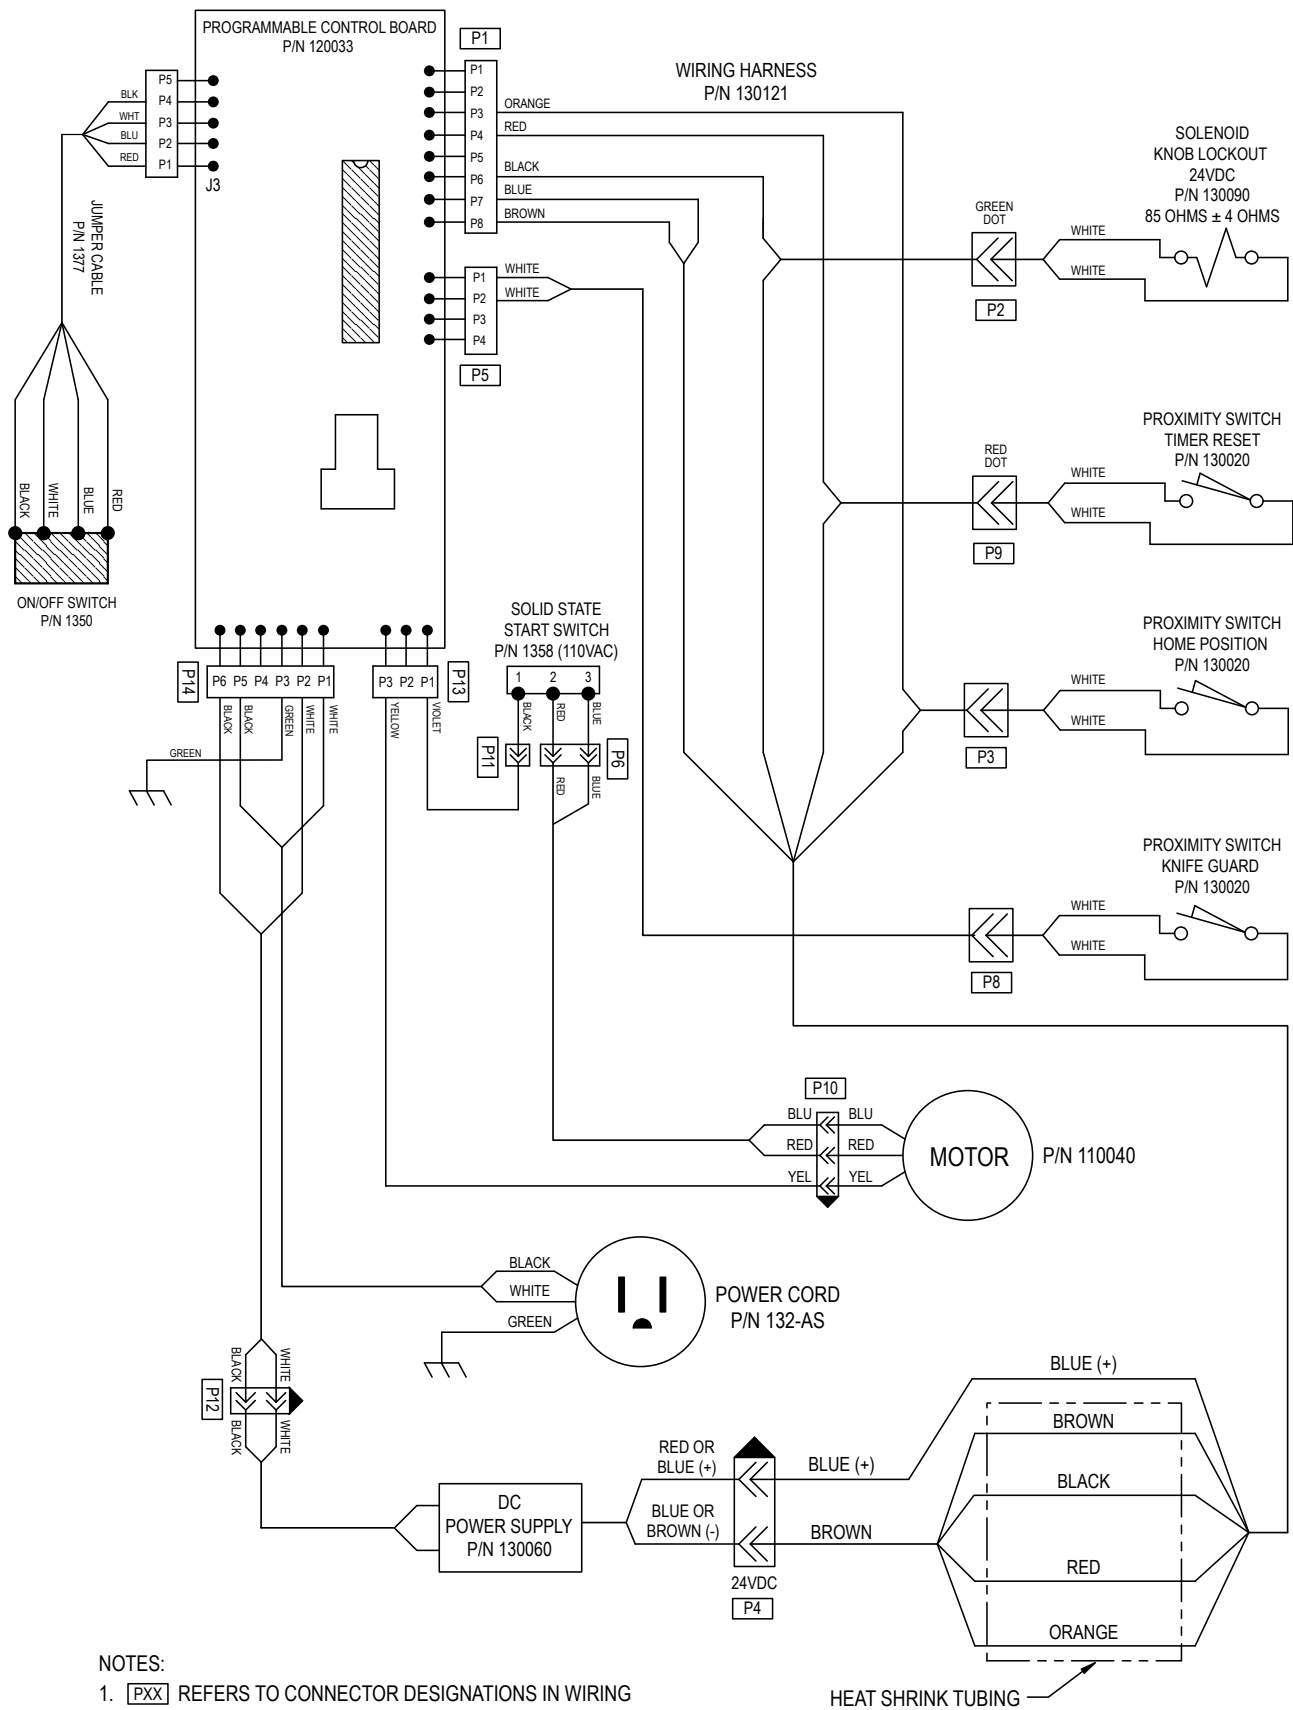 PROGRAMMABLE CONTROL BOARD
P/N 120033
P1
P1
P2
P3
P4
P5
P6
P7
P8
ORANGE
RED
BLACK
BLUE
BROWN
WIRING HARNESS
P/N 130121
P5
P4
P3
P2
P1
BLK
WHT
BLU
RED
J3
JUMPER CABLE
P/N 1377
BLACK
WHITE
BLUE
RED
ON/OFF SWITCH
P/N 1350
P1
P2
P3
P4
WHITE
WHITE
P5
SOLENOID
KNOB LOCKOUT
24VDC
P/N 130090
85 OHMS ± 4 OHMS
GREEN
DOT
P2
WHITE
WHITE
PROXIMITY SWITCH
TIMER RESET
P/N 130020
RED
DOT
P9
WHITE
WHITE
PROXIMITY SWITCH
HOME POSITION
P/N 130020
P3
WHITE
WHITE
PROXIMITY SWITCH
KNIFE GUARD
P/N 130020
P8
WHITE
WHITE
P14
P6 P5 P4 P3 P2 P1
BLACK
BLACK
GREEN
WHITE
WHITE
GREEN
P3 P2 P1
P13
YELLOW
VIOLET
SOLID STATE
START SWITCH
P/N 1358 (110VAC)
1 2 3
BLACK
RED
BLUE
P11
P6
RED
BLUE
P10
BLU BLU
RED RED
YEL YEL
MOTOR
P/N 110040
BLACK
WHITE
GREEN
POWER CORD
P/N 132-AS
BLACK
WHITE
P12
BLACK
WHITE
DC
POWER SUPPLY
P/N 130060
RED OR
BLUE (+)
BLUE OR
BROWN (-)
24VDC
P4
BLUE (+)
BROWN
BLUE (+)
BROWN
BLACK
RED
ORANGE
HEAT SHRINK TUBING
NOTES:
1. PXX REFERS TO CONNECTOR DESIGNATIONS IN WIRING